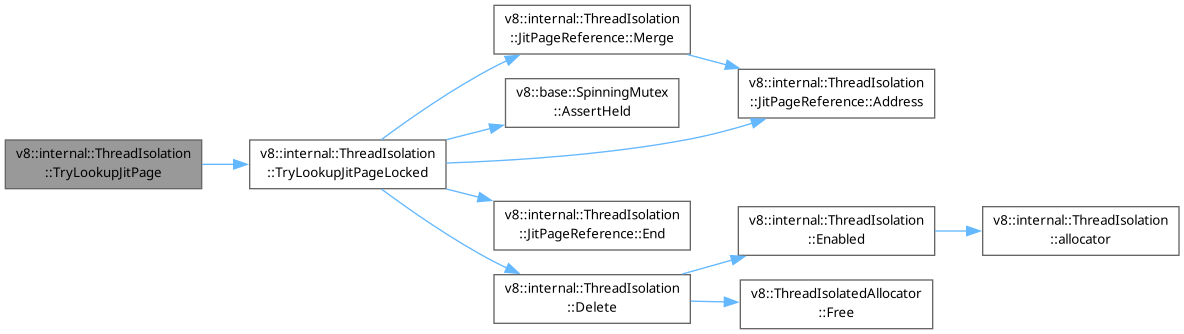 v8::internal::ThreadIsolation
::TryLookupJitPage
v8::internal::ThreadIsolation
::TryLookupJitPageLocked
v8::internal::ThreadIsolation
::JitPageReference::Merge
v8::base::SpinningMutex
::AssertHeld
v8::internal::ThreadIsolation
::JitPageReference::End
v8::internal::ThreadIsolation
::Delete
v8::internal::ThreadIsolation
::JitPageReference::Address
v8::internal::ThreadIsolation
::Enabled
v8::ThreadIsolatedAllocator
::Free
v8::internal::ThreadIsolation
::allocator